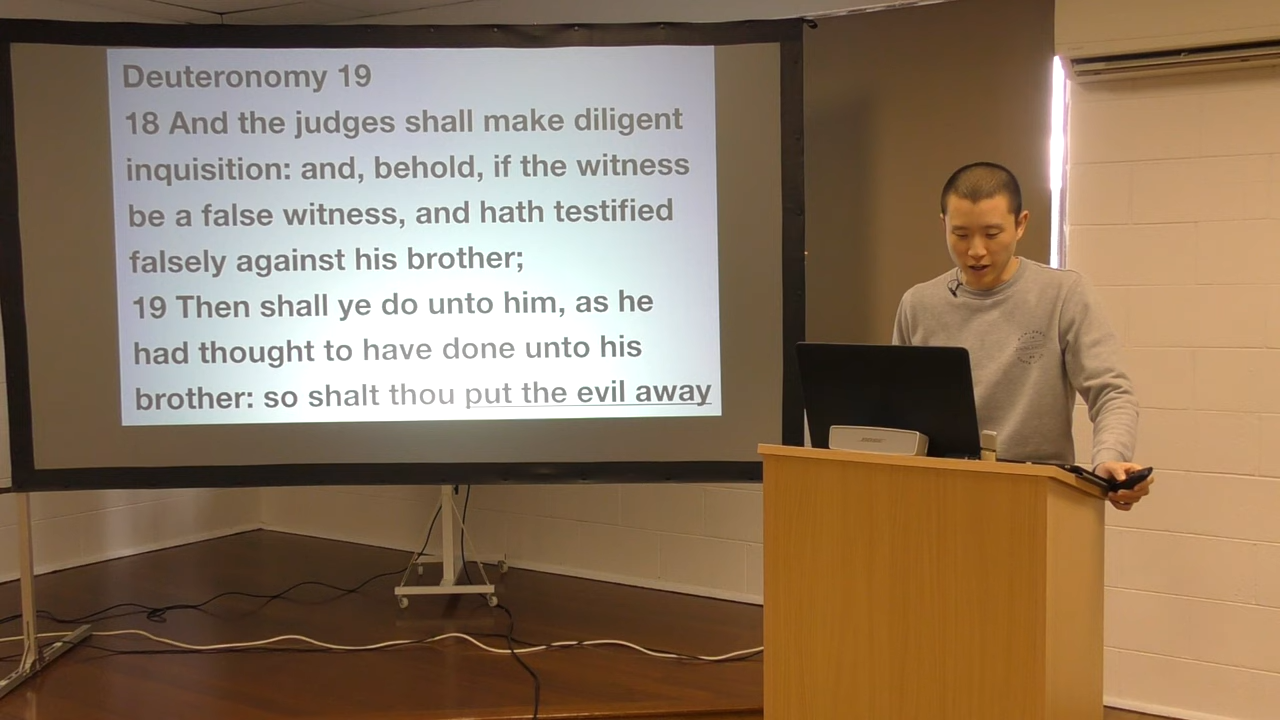 Deuteronomy 19
18 And the judges shall make diligent
inquisition: and, behold, if the witness
be a false witness, and hath testified
falsely against his brother;
19 Then shall ye do unto him, as he
had thought to have done unto his
brother: so shalt thou put the evil away
BOSE